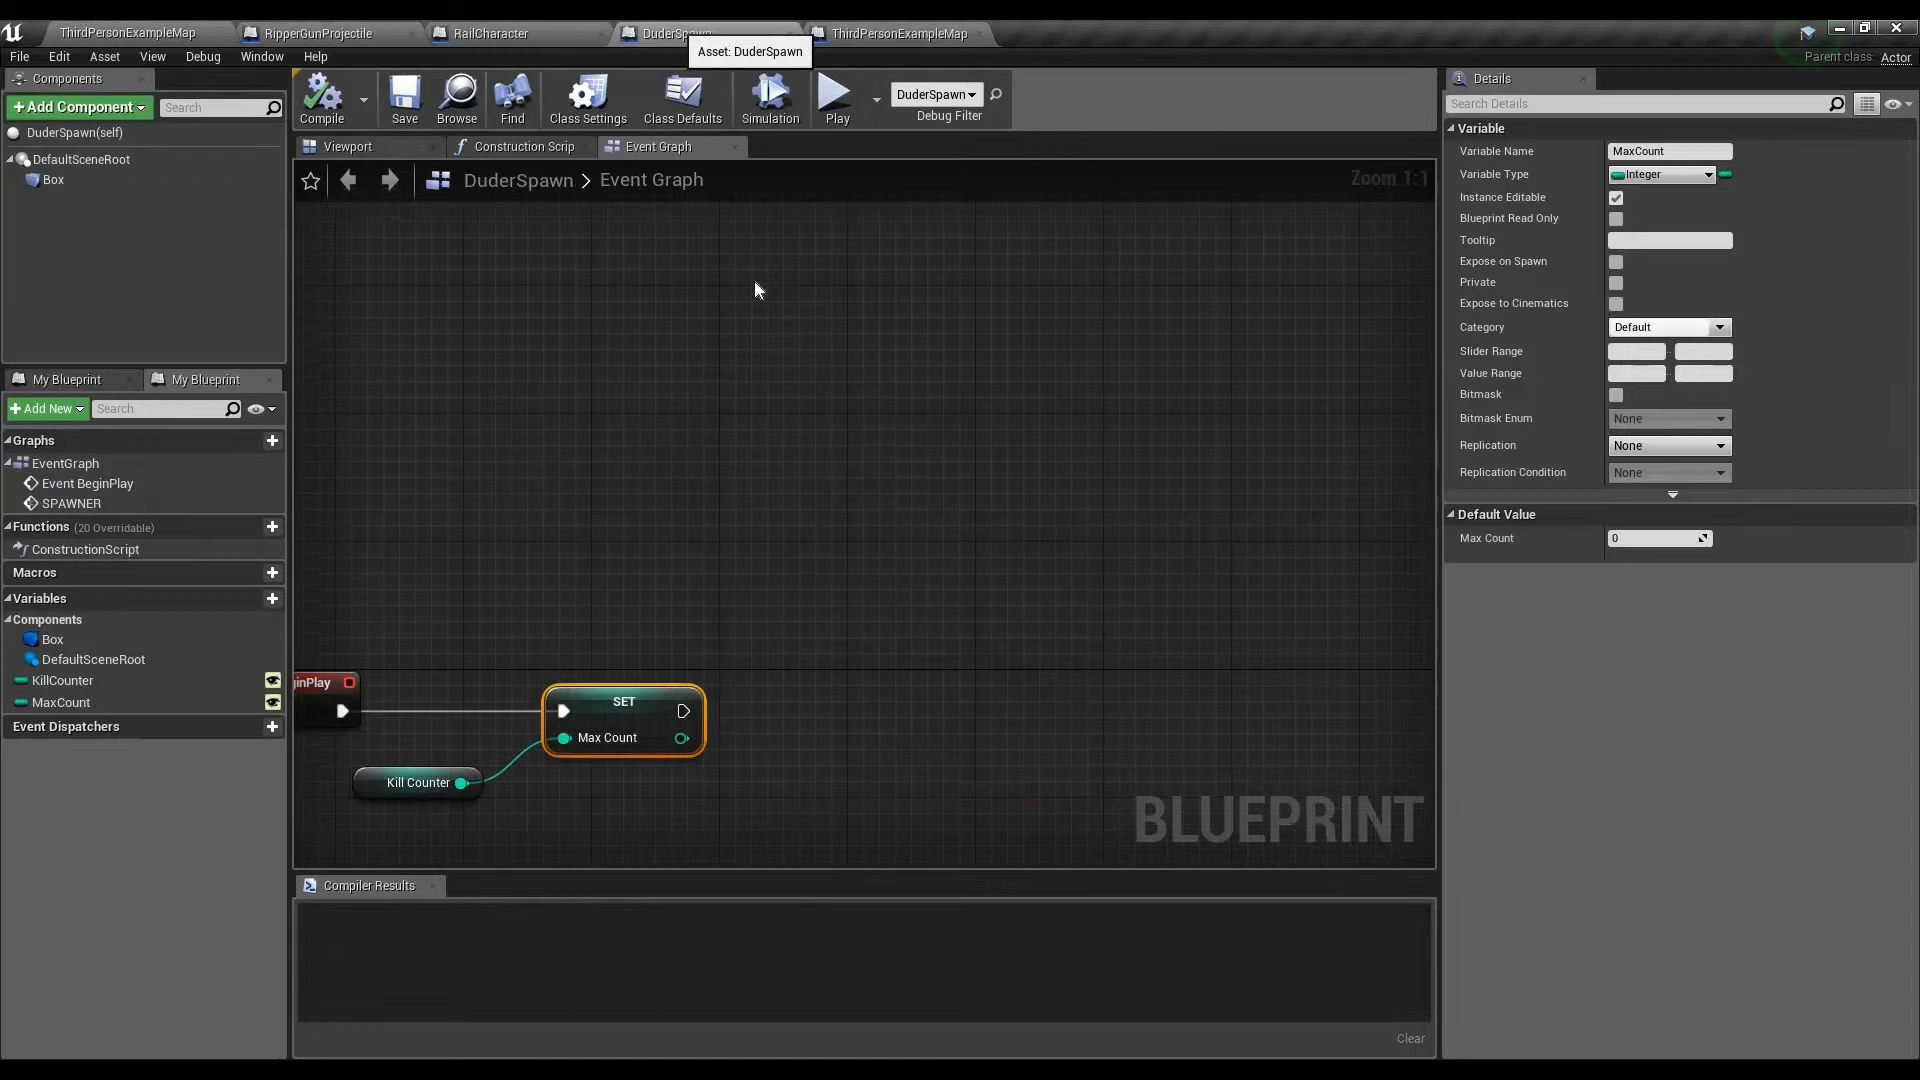 ThirdPersonExampleMap
RipperGunProjectile
RailCharacter
DuderSpawn
ThirdPersonExampleMap
Asset: DuderSpawn
File Edit Asset View Debug Window Help
Parent class: Actor
Components
+Add Component
Search
DuderSpawn(self)
DefaultSceneRoot
Box
Compile
Save
Browse
Find
Class Settings
Class Defaults
Simulation
Play
DuderSpawn
Debug Filter
Viewport
Construction Scrip
Event Graph
DuderSpawn > Event Graph
Zoom 1:1
My Blueprint
My Blueprint
+Add New
Search
Graphs
EventGraph
Event BeginPlay
SPAWNER
Functions (20 Overridable)
ConstructionScript
Macros
Variables
Components
Box
DefaultSceneRoot
KillCounter
MaxCount
Event Dispatchers
inPlay
SET
Max Count
Kill Counter
BLUEPRINT
Compiler Results
Clear
Details
Search Details
Variable
Variable Name MaxCount
Variable Type Integer
Instance Editable
Blueprint Read Only
Tooltip
Expose on Spawn
Private
Expose to Cinematics
Category Default
Slider Range
Value Range
Bitmask
Bitmask Enum None
Replication None
Replication Condition None
Default Value
Max Count 0